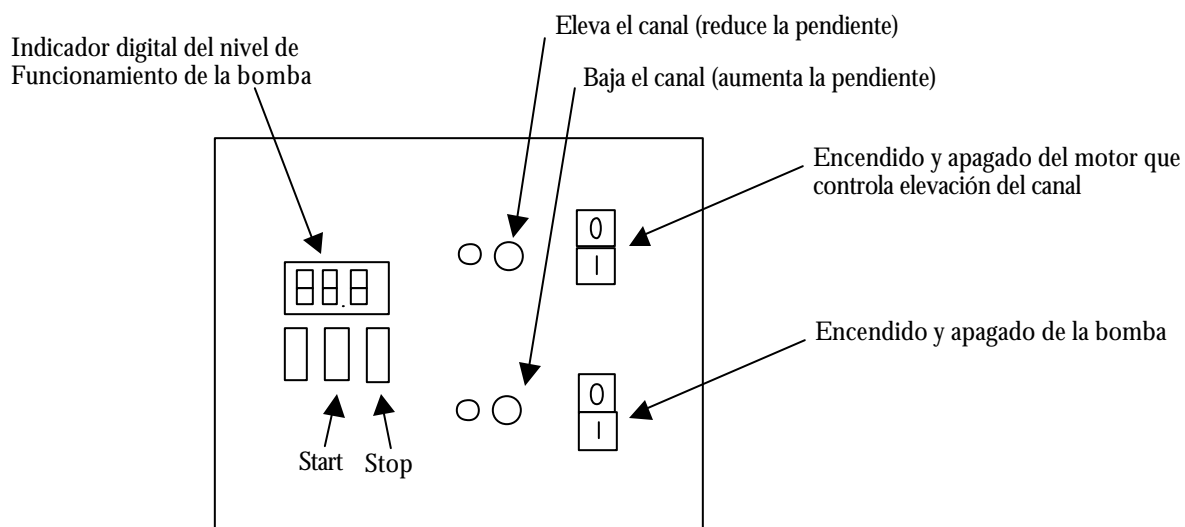 Eleva el canal (reduce la pendiente)
Indicador digital del nivel de
Funcionamiento de la bomba
Baja el canal (aumenta la pendiente)
Encendido y apagado del motor que
controla elevación del canal
0
I
88.8
Encendido y apagado de la bomba
0
I
Start
Stop